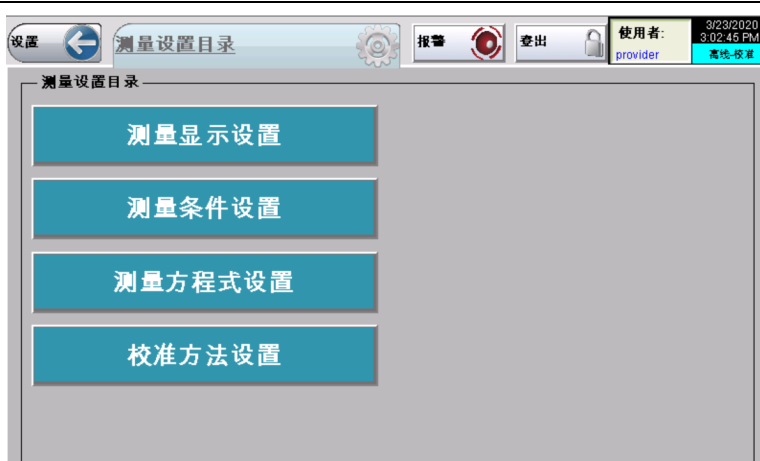 设置
测量设置目录
报警
登出
使用者:
provider
3/23/2020
3:02:45 PM
离线-校准
测量设置目录
测量显示设置
测量条件设置
测量方程式设置
校准方法设置